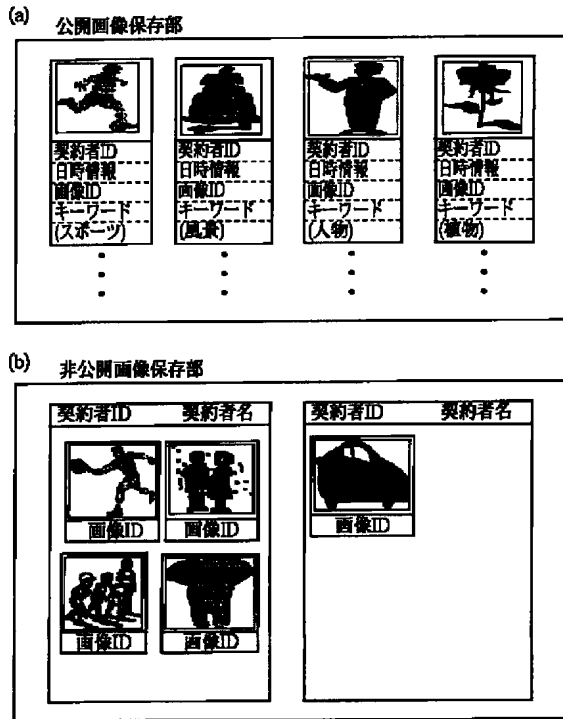 (a)
公開画像保存部
契約者ID 契約者ID 契約者ID 契約者ID
日時情報 日時情報 日時情報 日時情報
画像ID 画像ID 画像ID 画像ID
キーワード キーワード キーワード キーワード
(スポーツ) (風景) (人物) (植物)
(b)
非公開画像保存部
契約者ID 契約者名 契約者ID 契約者名
画像ID 画像ID 画像ID
画像ID 画像ID